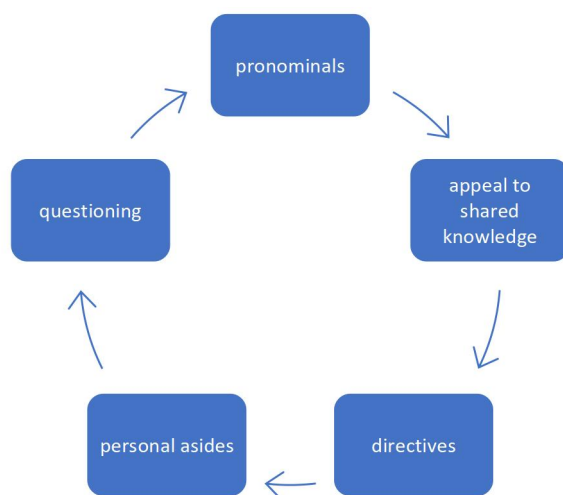 pronominals
appeal to
shared
knowledge
directives
personal asides
questioning